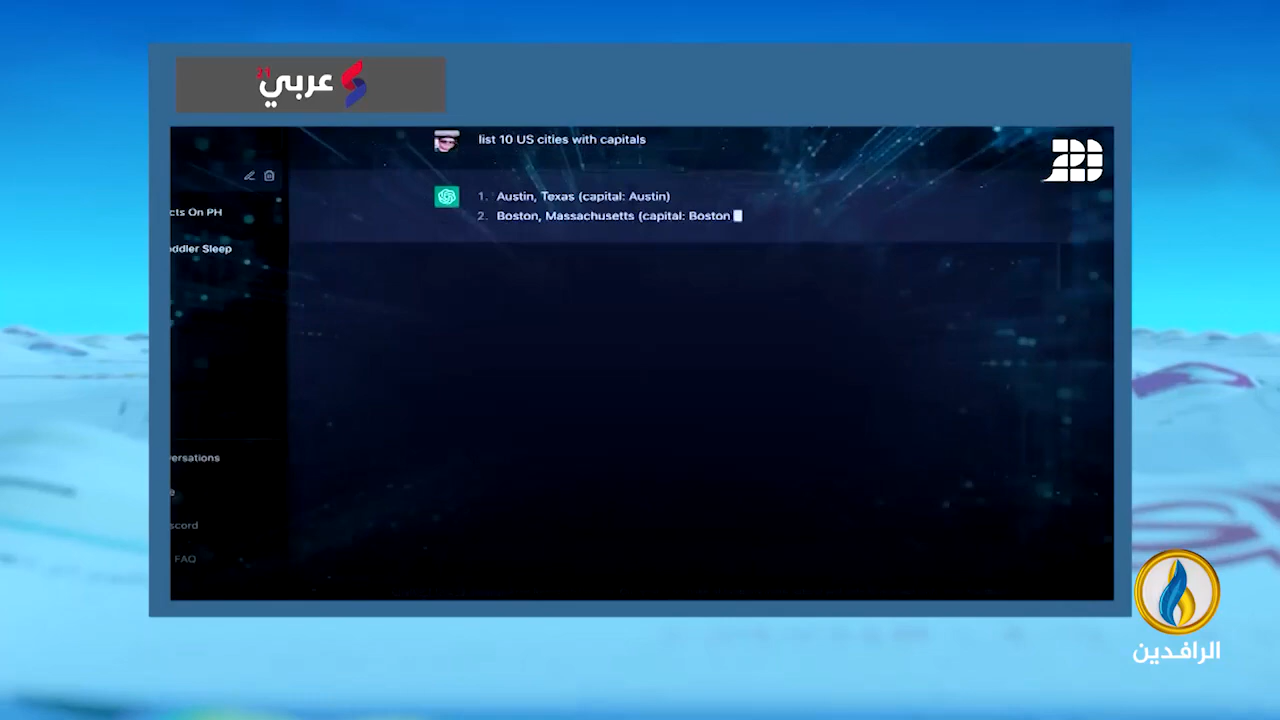 عربي 21
list 10 US cities with capitals
1. Austin, Texas (capital: Austin)
2. Boston, Massachusetts (capital: Boston
cts On PH
oddler Sleep
versations
e
scord
FAQ
الرافدين